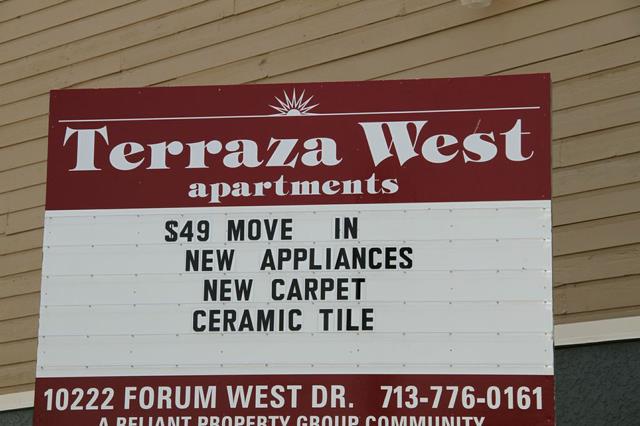 Terraza West
apartments
$49 MOVE IN
NEW APPLIANCES
NEW CARPET
CERAMIC TILE
10222 FORUM WEST DR. 713-776-0161
A RELIANT PROPERTY GROUP COMMUNITY